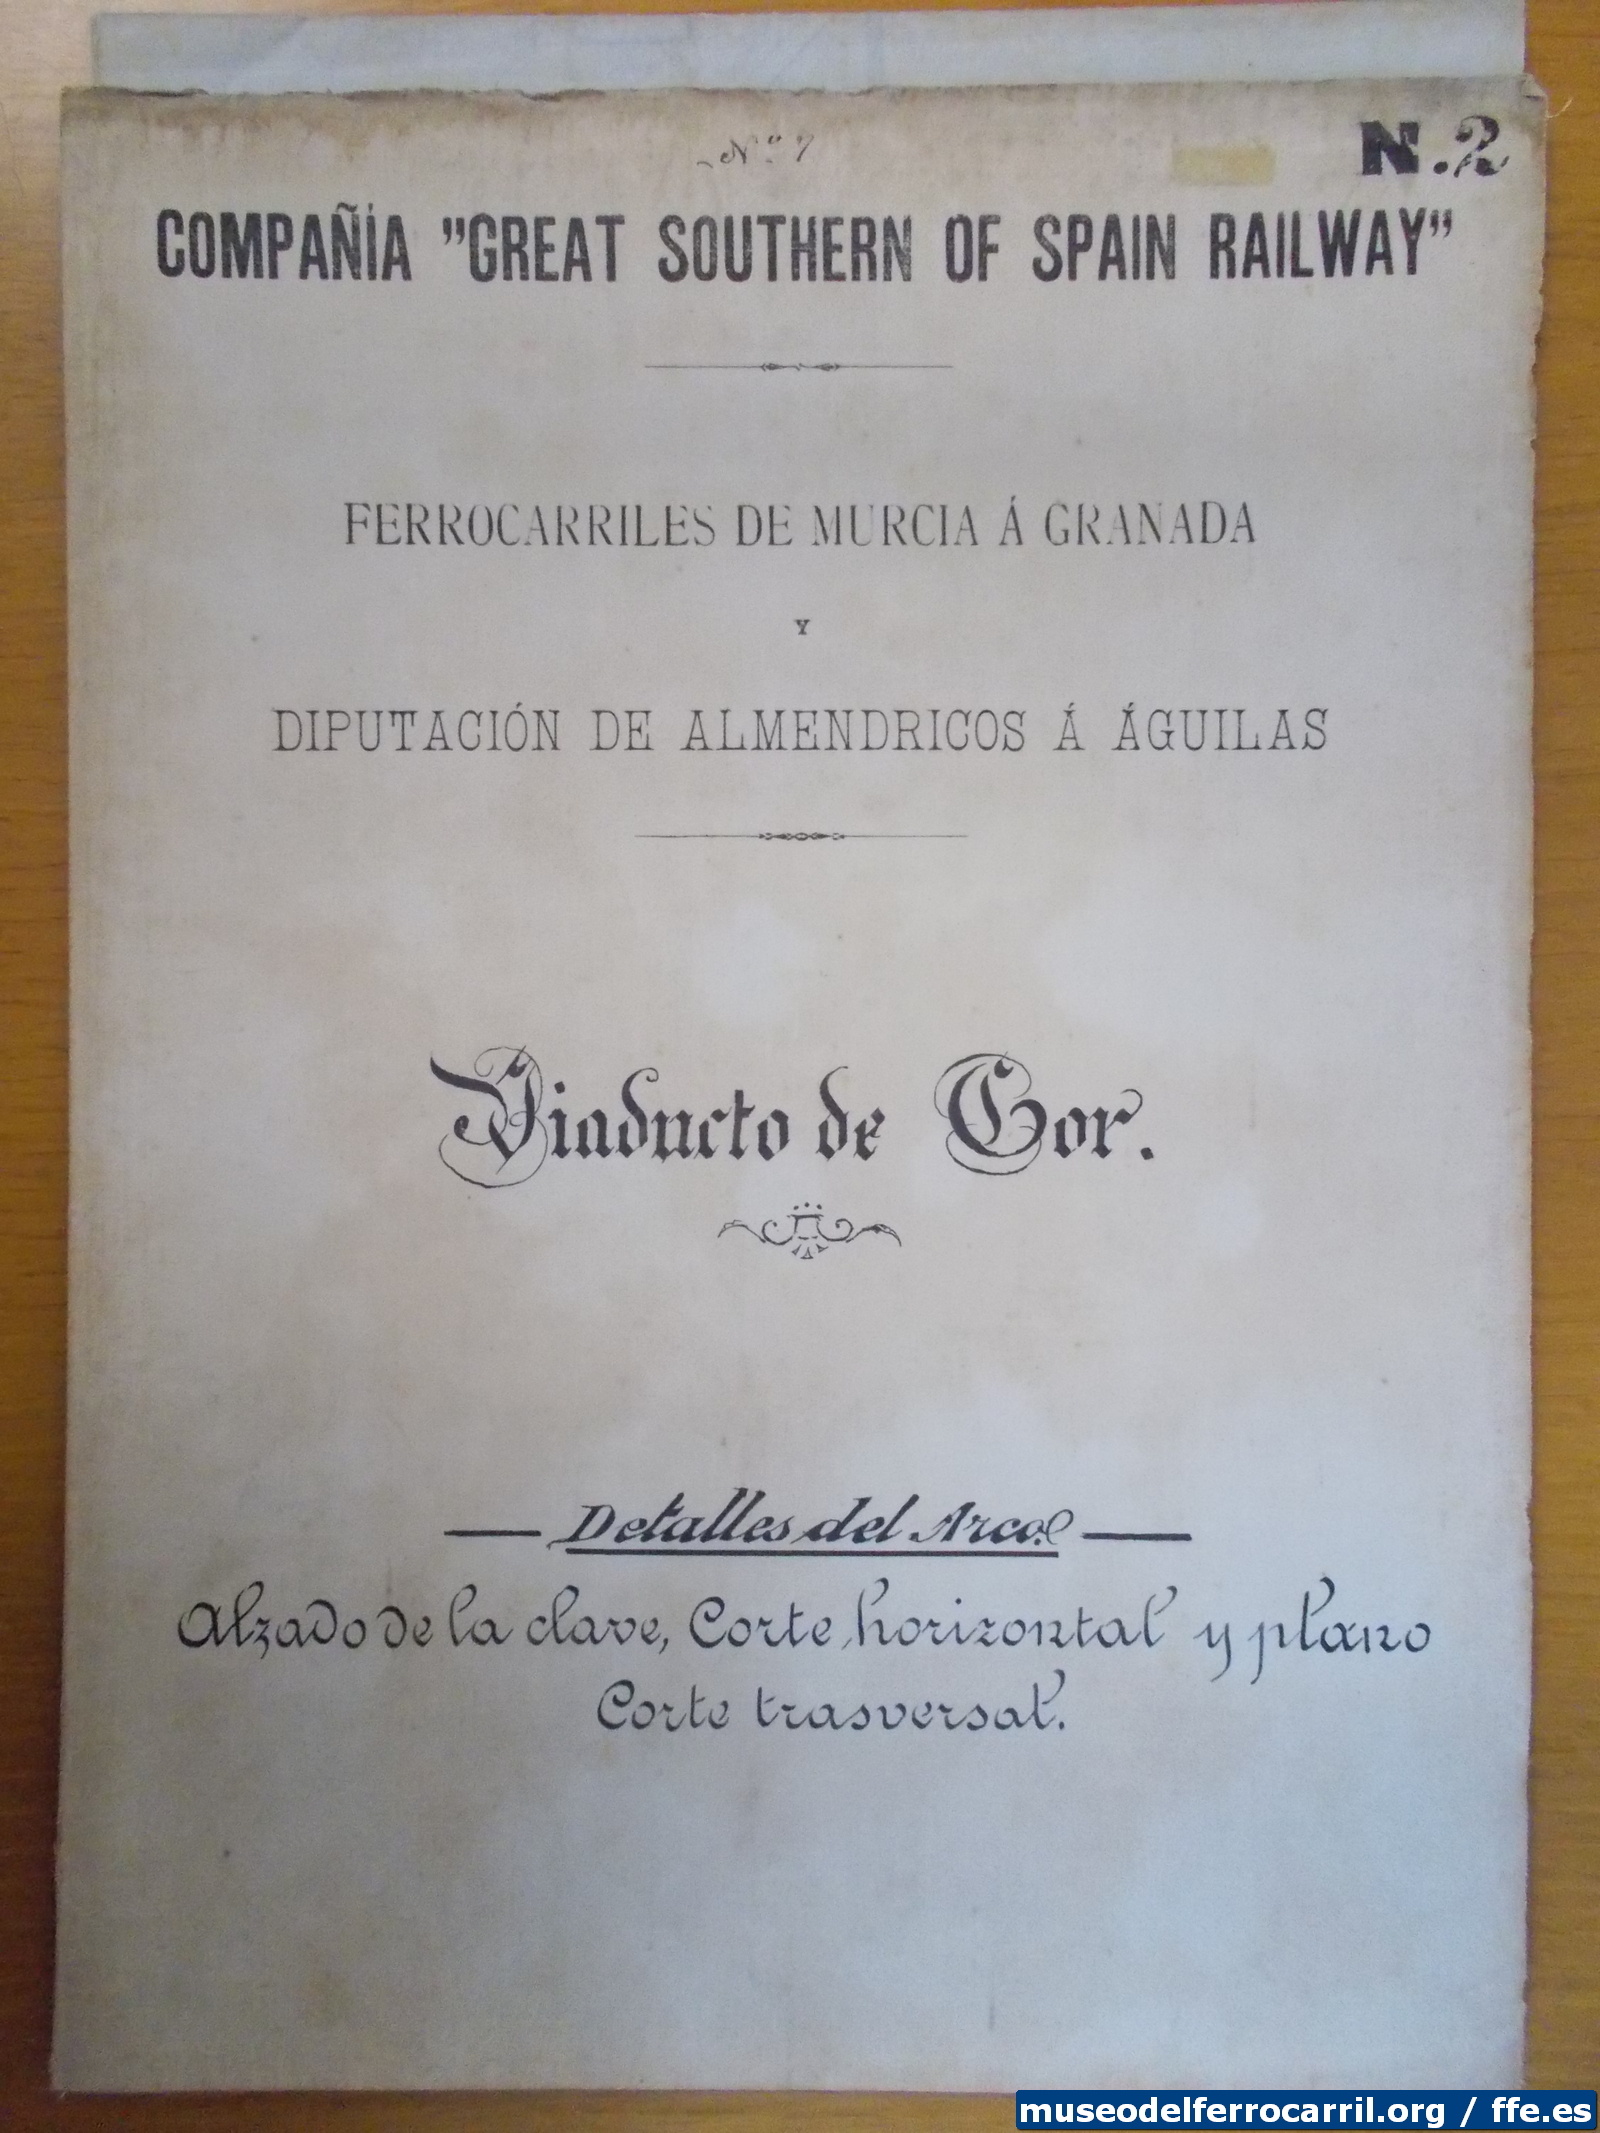 Nº 7
N.2
COMPAÑÍA "GREAT SOUTHERN OF SPAIN RAILWAY"
FERROCARRILES DE MURCIA Á GRANADA
Y
DIPUTACIÓN DE ALMENDRICOS Á ÁGUILAS
Viaducto de Gor.
Detalles del Arco.
Alzado de la clave, Corte horizontal y plano
Corte trasversal.
museodelferrocarril.org / ffe.es